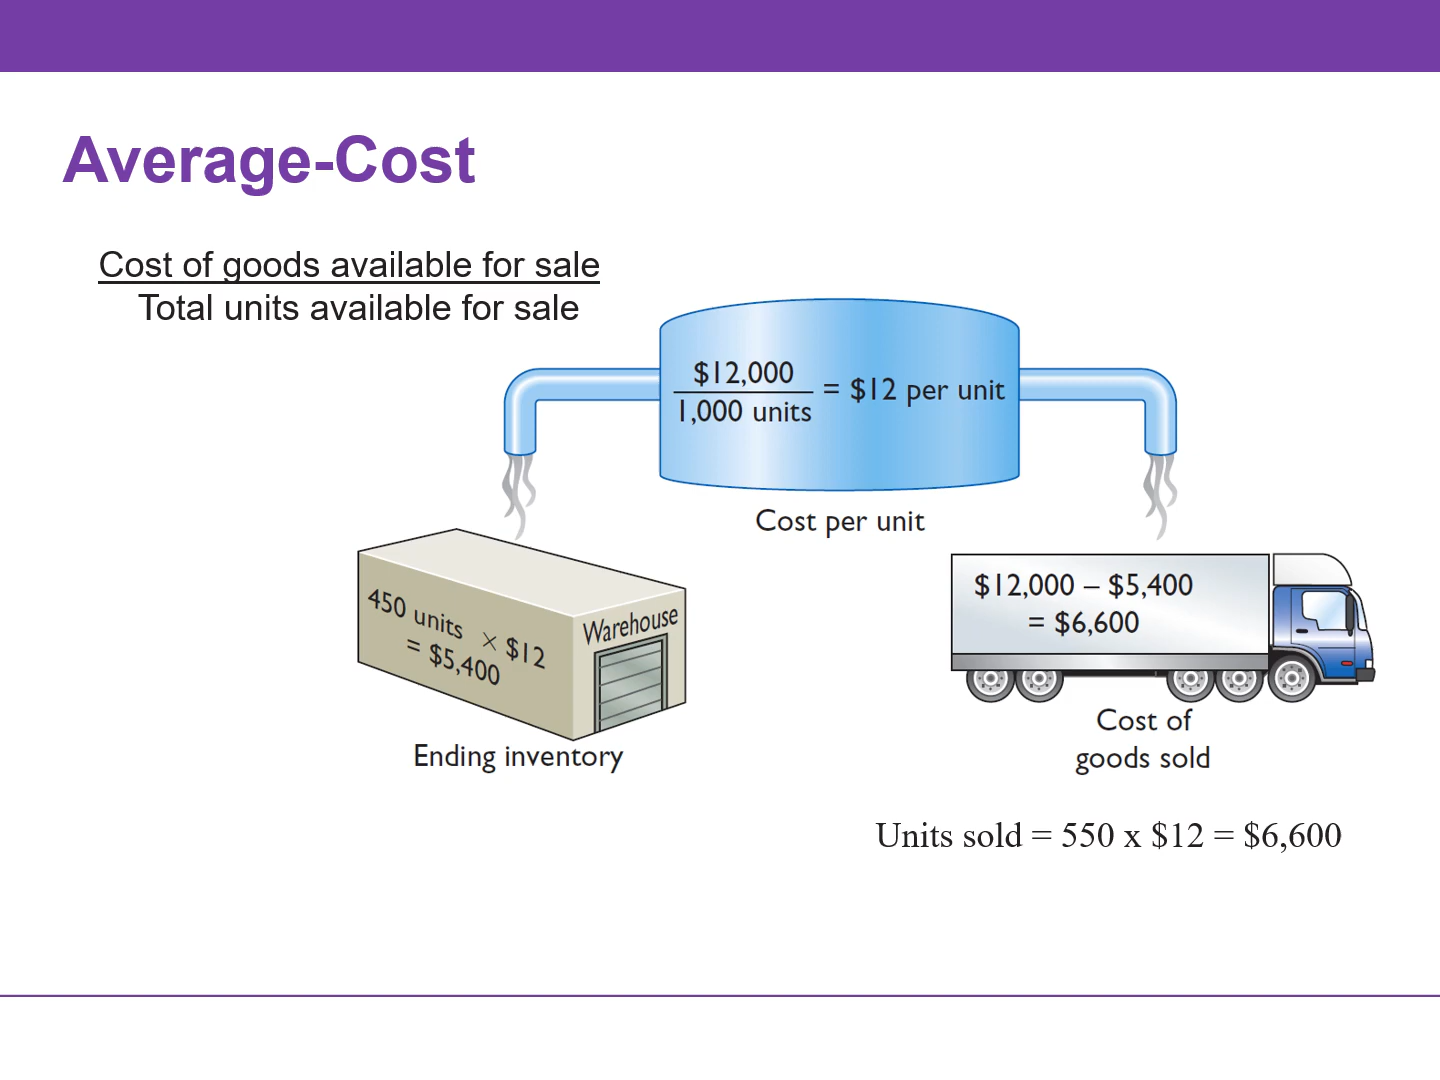 Average-Cost
Cost of goods available for sale
Total units available for sale
$12,000
1,000 units
= $12 per unit
Cost per unit
450 units × $12
= $5,400
Warehouse
Ending inventory
$12,000 – $5,400
= $6,600
Cost of
goods sold
Units sold = 550 x $12 = $6,600